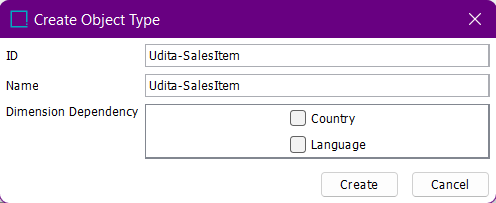 Create Object Type
ID Udita-SalesItem
Name Udita-SalesItem
Dimension Dependency Country
Language
Create Cancel